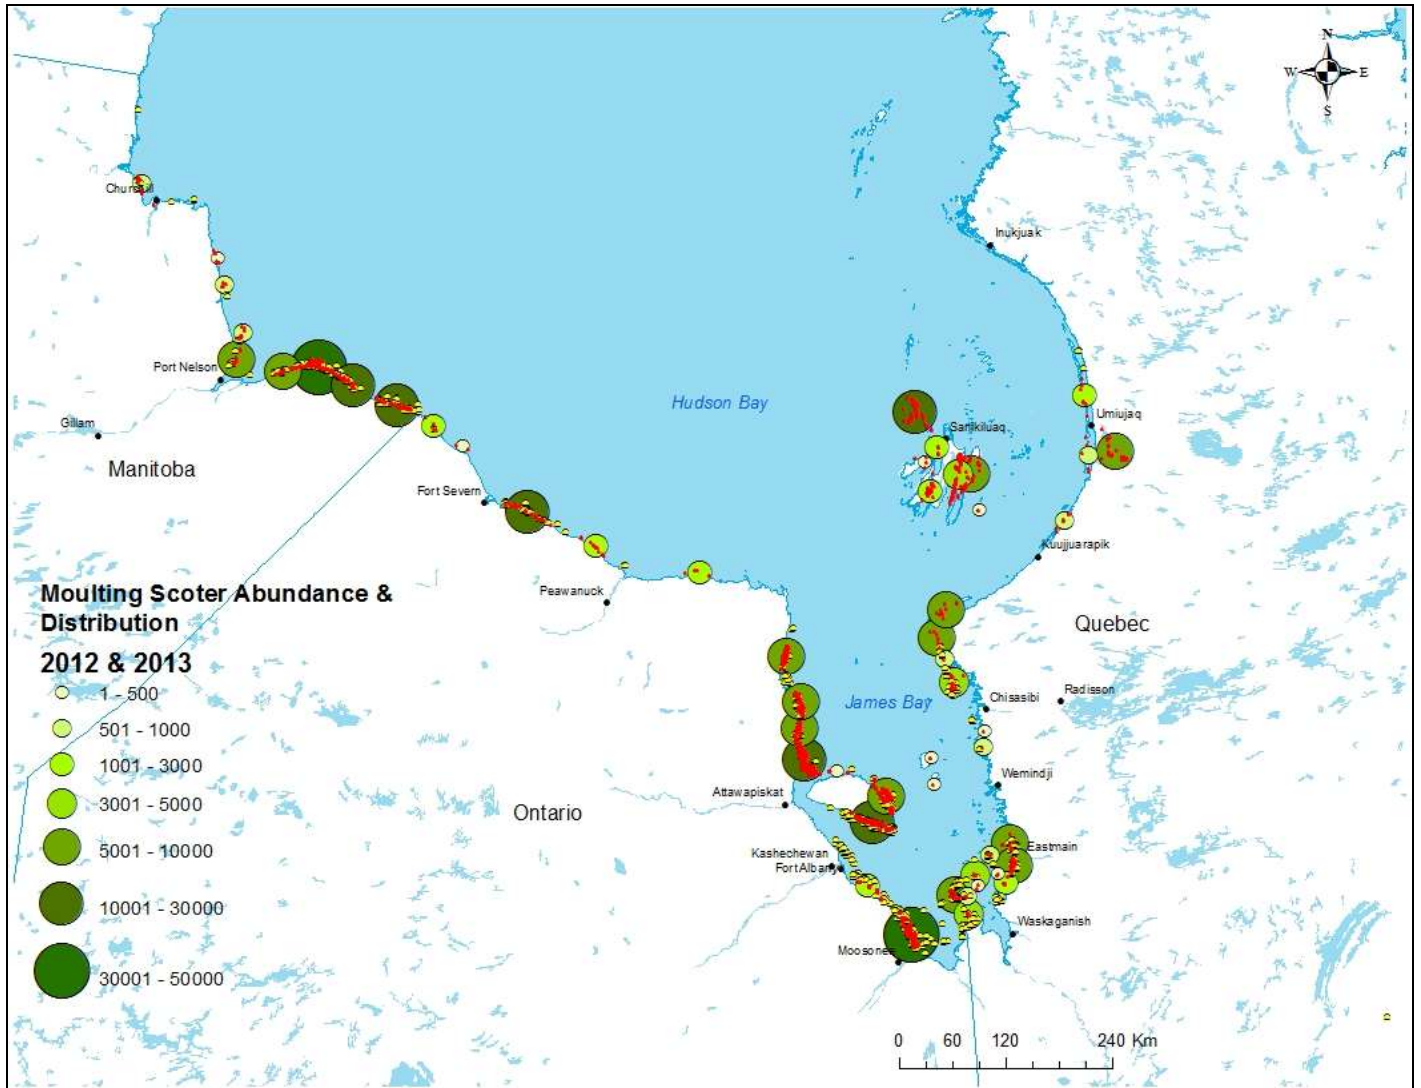 N
W E
S
Churchill
Inukjuak
Port Nelson
Hudson Bay
Umiujaq
Gillam
Sanikiluaq
Manitoba
Fort Severn
Kuujjuarapik
Moulting Scoter Abundance &
Distribution
2012 & 2013
1 - 500
501 - 1000
1001 - 3000
3001 - 5000
5001 - 10000
10001 - 30000
30001 - 50000
Peawanuck
Quebec
James Bay
Chisasibi
Radisson
Wemindji
Attawapiskat
Ontario
Kashechewan
Fort Albany
Eastmain
Waskaganish
Moosonee
0 60 120 240 Km